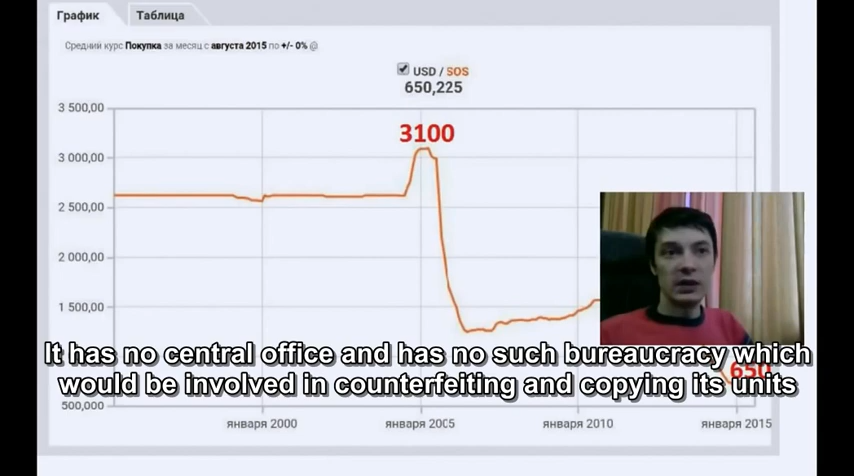 График
Таблица
Средний курс Покупка за месяц с августа 2015 по +/- 0% @
USD / SOS
650,225
3 500,00
3100
3 000,00
2 500,00
2 000,00
1 500,00
It has no central office and has no such bureaucracy which
650
would be involved in counterfeiting and copying its units
500,000
января 2000
января 2005
января 2010
января 2015